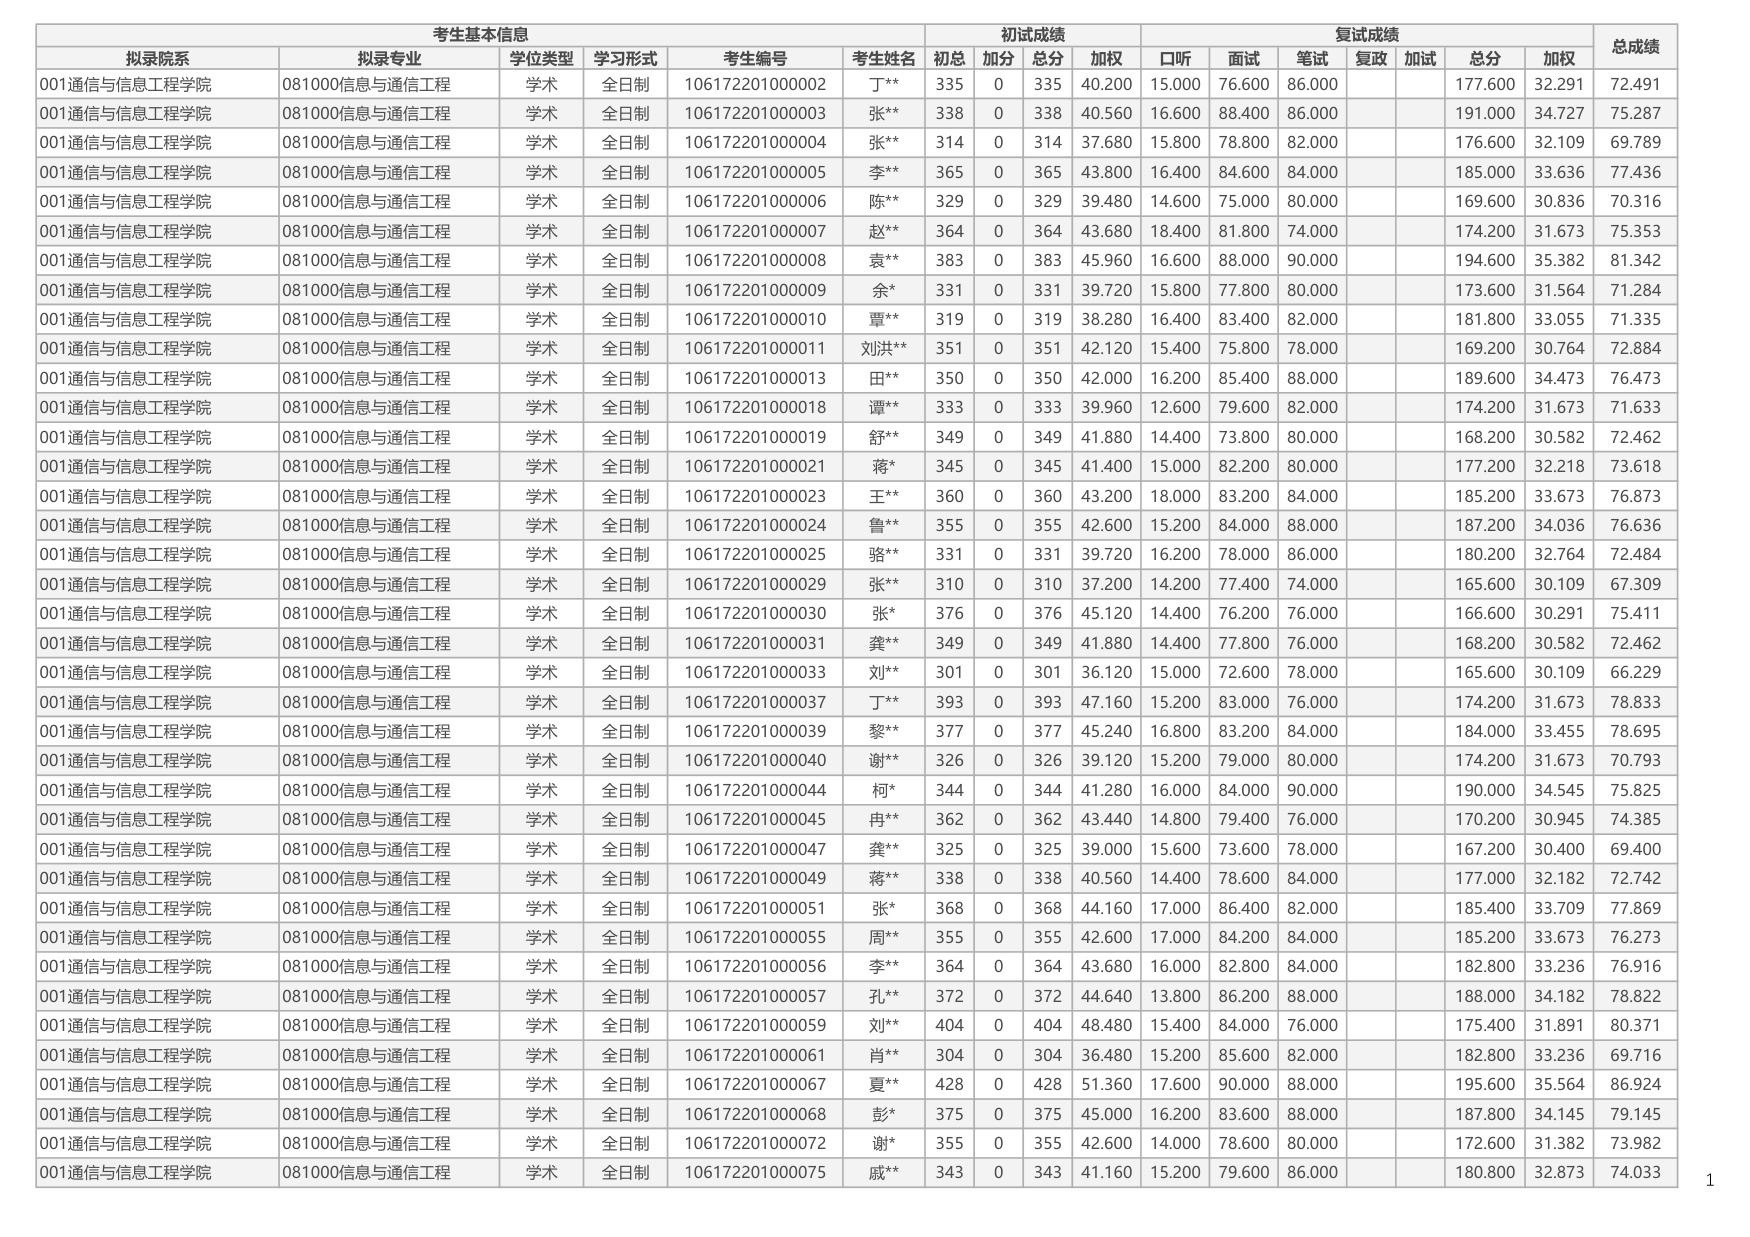 考生基本信息 初试成绩 复试成绩 总成绩
拟录院系 拟录专业 学位类型 学习形式 考生编号 考生姓名 初总 加分 总分 加权 口听 面试 笔试 复政 加试 总分 加权
001通信与信息工程学院 081000信息与通信工程 学术 全日制 106172201000002 丁** 335 0 335 40.200 15.000 76.600 86.000 177.600 32.291 72.491
001通信与信息工程学院 081000信息与通信工程 学术 全日制 106172201000003 张** 338 0 338 40.560 16.600 88.400 86.000 191.000 34.727 75.287
001通信与信息工程学院 081000信息与通信工程 学术 全日制 106172201000004 张** 314 0 314 37.680 15.800 78.800 82.000 176.600 32.109 69.789
001通信与信息工程学院 081000信息与通信工程 学术 全日制 106172201000005 李** 365 0 365 43.800 16.400 84.600 84.000 185.000 33.636 77.436
001通信与信息工程学院 081000信息与通信工程 学术 全日制 106172201000006 陈** 329 0 329 39.480 14.600 75.000 80.000 169.600 30.836 70.316
001通信与信息工程学院 081000信息与通信工程 学术 全日制 106172201000007 赵** 364 0 364 43.680 18.400 81.800 74.000 174.200 31.673 75.353
001通信与信息工程学院 081000信息与通信工程 学术 全日制 106172201000008 袁** 383 0 383 45.960 16.600 88.000 90.000 194.600 35.382 81.342
001通信与信息工程学院 081000信息与通信工程 学术 全日制 106172201000009 余* 331 0 331 39.720 15.800 77.800 80.000 173.600 31.564 71.284
001通信与信息工程学院 081000信息与通信工程 学术 全日制 106172201000010 覃** 319 0 319 38.280 16.400 83.400 82.000 181.800 33.055 71.335
001通信与信息工程学院 081000信息与通信工程 学术 全日制 106172201000011 刘洪** 351 0 351 42.120 15.400 75.800 78.000 169.200 30.764 72.884
001通信与信息工程学院 081000信息与通信工程 学术 全日制 106172201000013 田** 350 0 350 42.000 16.200 85.400 88.000 189.600 34.473 76.473
001通信与信息工程学院 081000信息与通信工程 学术 全日制 106172201000018 谭** 333 0 333 39.960 12.600 79.600 82.000 174.200 31.673 71.633
001通信与信息工程学院 081000信息与通信工程 学术 全日制 106172201000019 舒** 349 0 349 41.880 14.400 73.800 80.000 168.200 30.582 72.462
001通信与信息工程学院 081000信息与通信工程 学术 全日制 106172201000021 蒋* 345 0 345 41.400 15.000 82.200 80.000 177.200 32.218 73.618
001通信与信息工程学院 081000信息与通信工程 学术 全日制 106172201000023 王** 360 0 360 43.200 18.000 83.200 84.000 185.200 33.673 76.873
001通信与信息工程学院 081000信息与通信工程 学术 全日制 106172201000024 鲁** 355 0 355 42.600 15.200 84.000 88.000 187.200 34.036 76.636
001通信与信息工程学院 081000信息与通信工程 学术 全日制 106172201000025 骆** 331 0 331 39.720 16.200 78.000 86.000 180.200 32.764 72.484
001通信与信息工程学院 081000信息与通信工程 学术 全日制 106172201000029 张** 310 0 310 37.200 14.200 77.400 74.000 165.600 30.109 67.309
001通信与信息工程学院 081000信息与通信工程 学术 全日制 106172201000030 张* 376 0 376 45.120 14.400 76.200 76.000 166.600 30.291 75.411
001通信与信息工程学院 081000信息与通信工程 学术 全日制 106172201000031 龚** 349 0 349 41.880 14.400 77.800 76.000 168.200 30.582 72.462
001通信与信息工程学院 081000信息与通信工程 学术 全日制 106172201000033 刘** 301 0 301 36.120 15.000 72.600 78.000 165.600 30.109 66.229
001通信与信息工程学院 081000信息与通信工程 学术 全日制 106172201000037 丁** 393 0 393 47.160 15.200 83.000 76.000 174.200 31.673 78.833
001通信与信息工程学院 081000信息与通信工程 学术 全日制 106172201000039 黎** 377 0 377 45.240 16.800 83.200 84.000 184.000 33.455 78.695
001通信与信息工程学院 081000信息与通信工程 学术 全日制 106172201000040 谢** 326 0 326 39.120 15.200 79.000 80.000 174.200 31.673 70.793
001通信与信息工程学院 081000信息与通信工程 学术 全日制 106172201000044 柯* 344 0 344 41.280 16.000 84.000 90.000 190.000 34.545 75.825
001通信与信息工程学院 081000信息与通信工程 学术 全日制 106172201000045 冉** 362 0 362 43.440 14.800 79.400 76.000 170.200 30.945 74.385
001通信与信息工程学院 081000信息与通信工程 学术 全日制 106172201000047 龚** 325 0 325 39.000 15.600 73.600 78.000 167.200 30.400 69.400
001通信与信息工程学院 081000信息与通信工程 学术 全日制 106172201000049 蒋** 338 0 338 40.560 14.400 78.600 84.000 177.000 32.182 72.742
001通信与信息工程学院 081000信息与通信工程 学术 全日制 106172201000051 张* 368 0 368 44.160 17.000 86.400 82.000 185.400 33.709 77.869
001通信与信息工程学院 081000信息与通信工程 学术 全日制 106172201000055 周** 355 0 355 42.600 17.000 84.200 84.000 185.200 33.673 76.273
001通信与信息工程学院 081000信息与通信工程 学术 全日制 106172201000056 李** 364 0 364 43.680 16.000 82.800 84.000 182.800 33.236 76.916
001通信与信息工程学院 081000信息与通信工程 学术 全日制 106172201000057 孔** 372 0 372 44.640 13.800 86.200 88.000 188.000 34.182 78.822
001通信与信息工程学院 081000信息与通信工程 学术 全日制 106172201000059 刘** 404 0 404 48.480 15.400 84.000 76.000 175.400 31.891 80.371
001通信与信息工程学院 081000信息与通信工程 学术 全日制 106172201000061 肖** 304 0 304 36.480 15.200 85.600 82.000 182.800 33.236 69.716
001通信与信息工程学院 081000信息与通信工程 学术 全日制 106172201000067 夏** 428 0 428 51.360 17.600 90.000 88.000 195.600 35.564 86.924
001通信与信息工程学院 081000信息与通信工程 学术 全日制 106172201000068 彭* 375 0 375 45.000 16.200 83.600 88.000 187.800 34.145 79.145
001通信与信息工程学院 081000信息与通信工程 学术 全日制 106172201000072 谢* 355 0 355 42.600 14.000 78.600 80.000 172.600 31.382 73.982
001通信与信息工程学院 081000信息与通信工程 学术 全日制 106172201000075 戚** 343 0 343 41.160 15.200 79.600 86.000 180.800 32.873 74.033
1